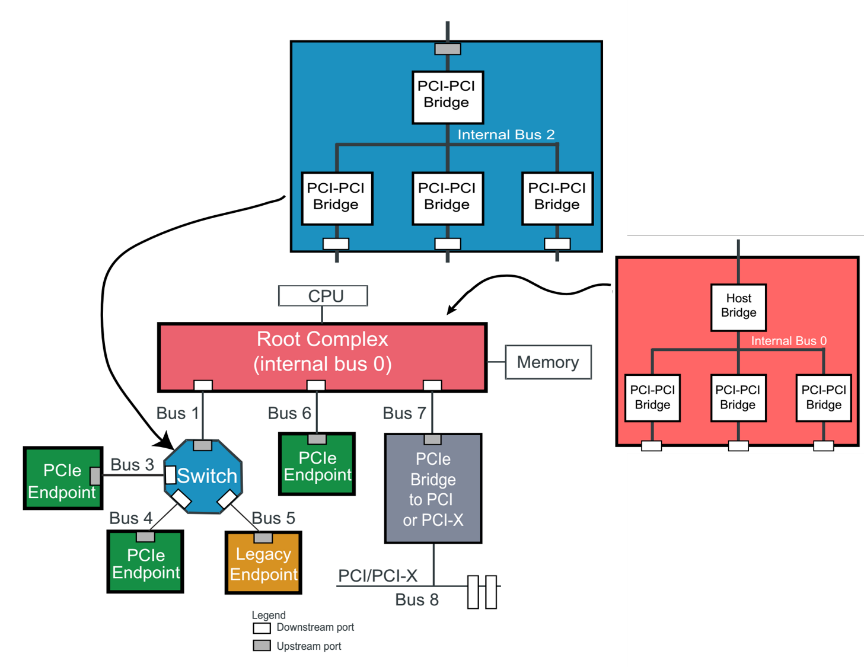 PCI-PCI
Bridge
Internal Bus 2
PCI-PCI
Bridge
PCI-PCI
Bridge
PCI-PCI
Bridge
Host
Bridge
Internal Bus 0
PCI-PCI
Bridge
PCI-PCI
Bridge
PCI-PCI
Bridge
CPU
Root Complex
(internal bus 0)
Memory
Bus 1
Bus 6
Bus 7
PCIe
Endpoint
Bus 3
Switch
PCIe
Endpoint
PCIe
Bridge
to PCI
or PCI-X
Bus 4
Bus 5
PCIe
Endpoint
Legacy
Endpoint
PCI/PCI-X
Bus 8
Legend
Downstream port
Upstream port